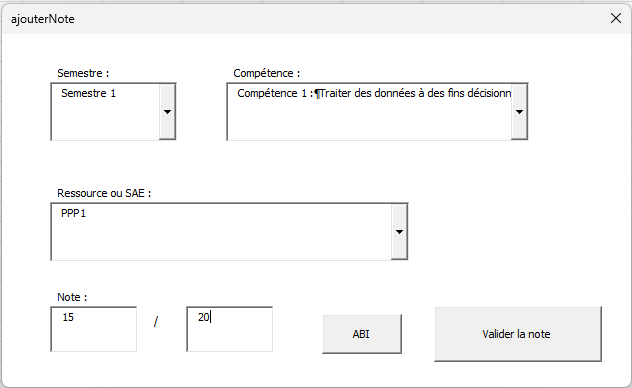 ajouterNote
Semestre :
Compétence :
Semestre 1
Compétence 1 :¶Traiter des données à des fins décisionn
Ressource ou SAE :
PPP1
Note :
15 / 20
ABI
Valider la note